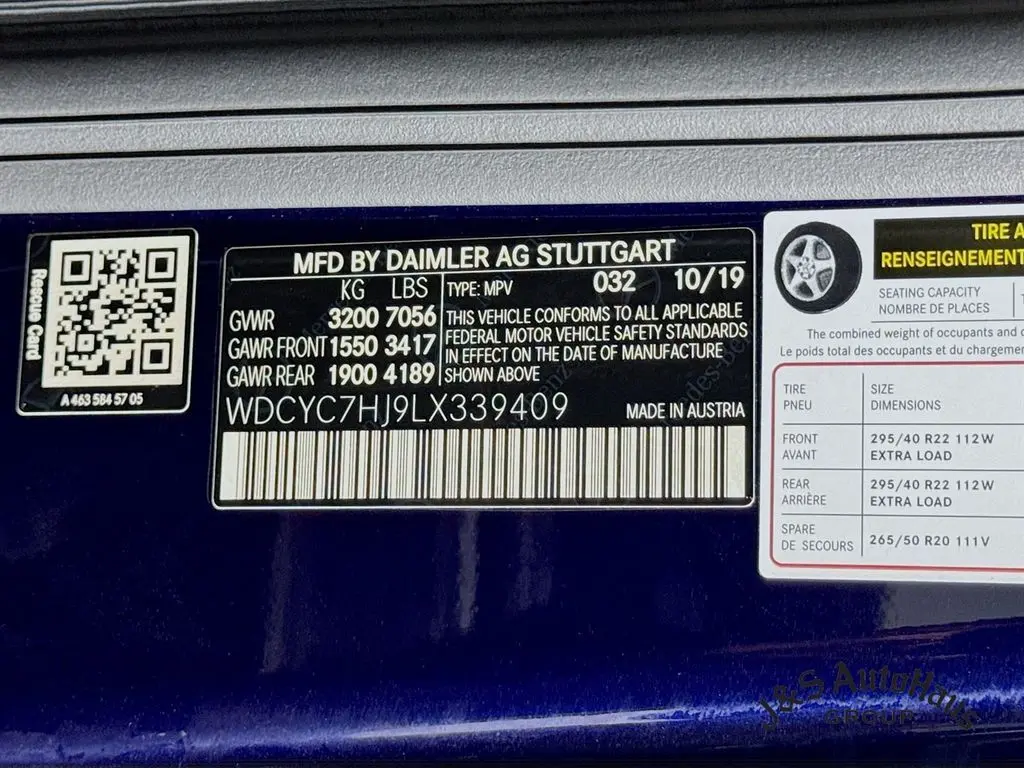 Rescue Card
A 463 584 57 05
MFD BY DAIMLER AG STUTTGART
KG LBS TYPE: MPV 032 10/19
GWWR 3200 7056
GAWR FRONT 1550 3417
GAWR REAR 1900 4189
THIS VEHICLE CONFORMS TO ALL APPLICABLE
FEDERAL MOTOR VEHICLE SAFETY STANDARDS
IN EFFECT ON THE DATE OF MANUFACTURE
SHOWN ABOVE
WDCYC7HJ9LX339409 MADE IN AUSTRIA
TIRE A
RENSEIGNEMENT
SEATING CAPACITY
NOMBRE DE PLACES
The combined weight of occupants and
Le poids total des occupants et du chargemen
TIRE SIZE
PNEU DIMENSIONS
FRONT 295/40 R22 112W
AVANT EXTRA LOAD
REAR 295/40 R22 112W
ARRIÈRE EXTRA LOAD
SPARE 265/50 R20 111V
DE SECOURS
J&S AutoHaus
GROUP